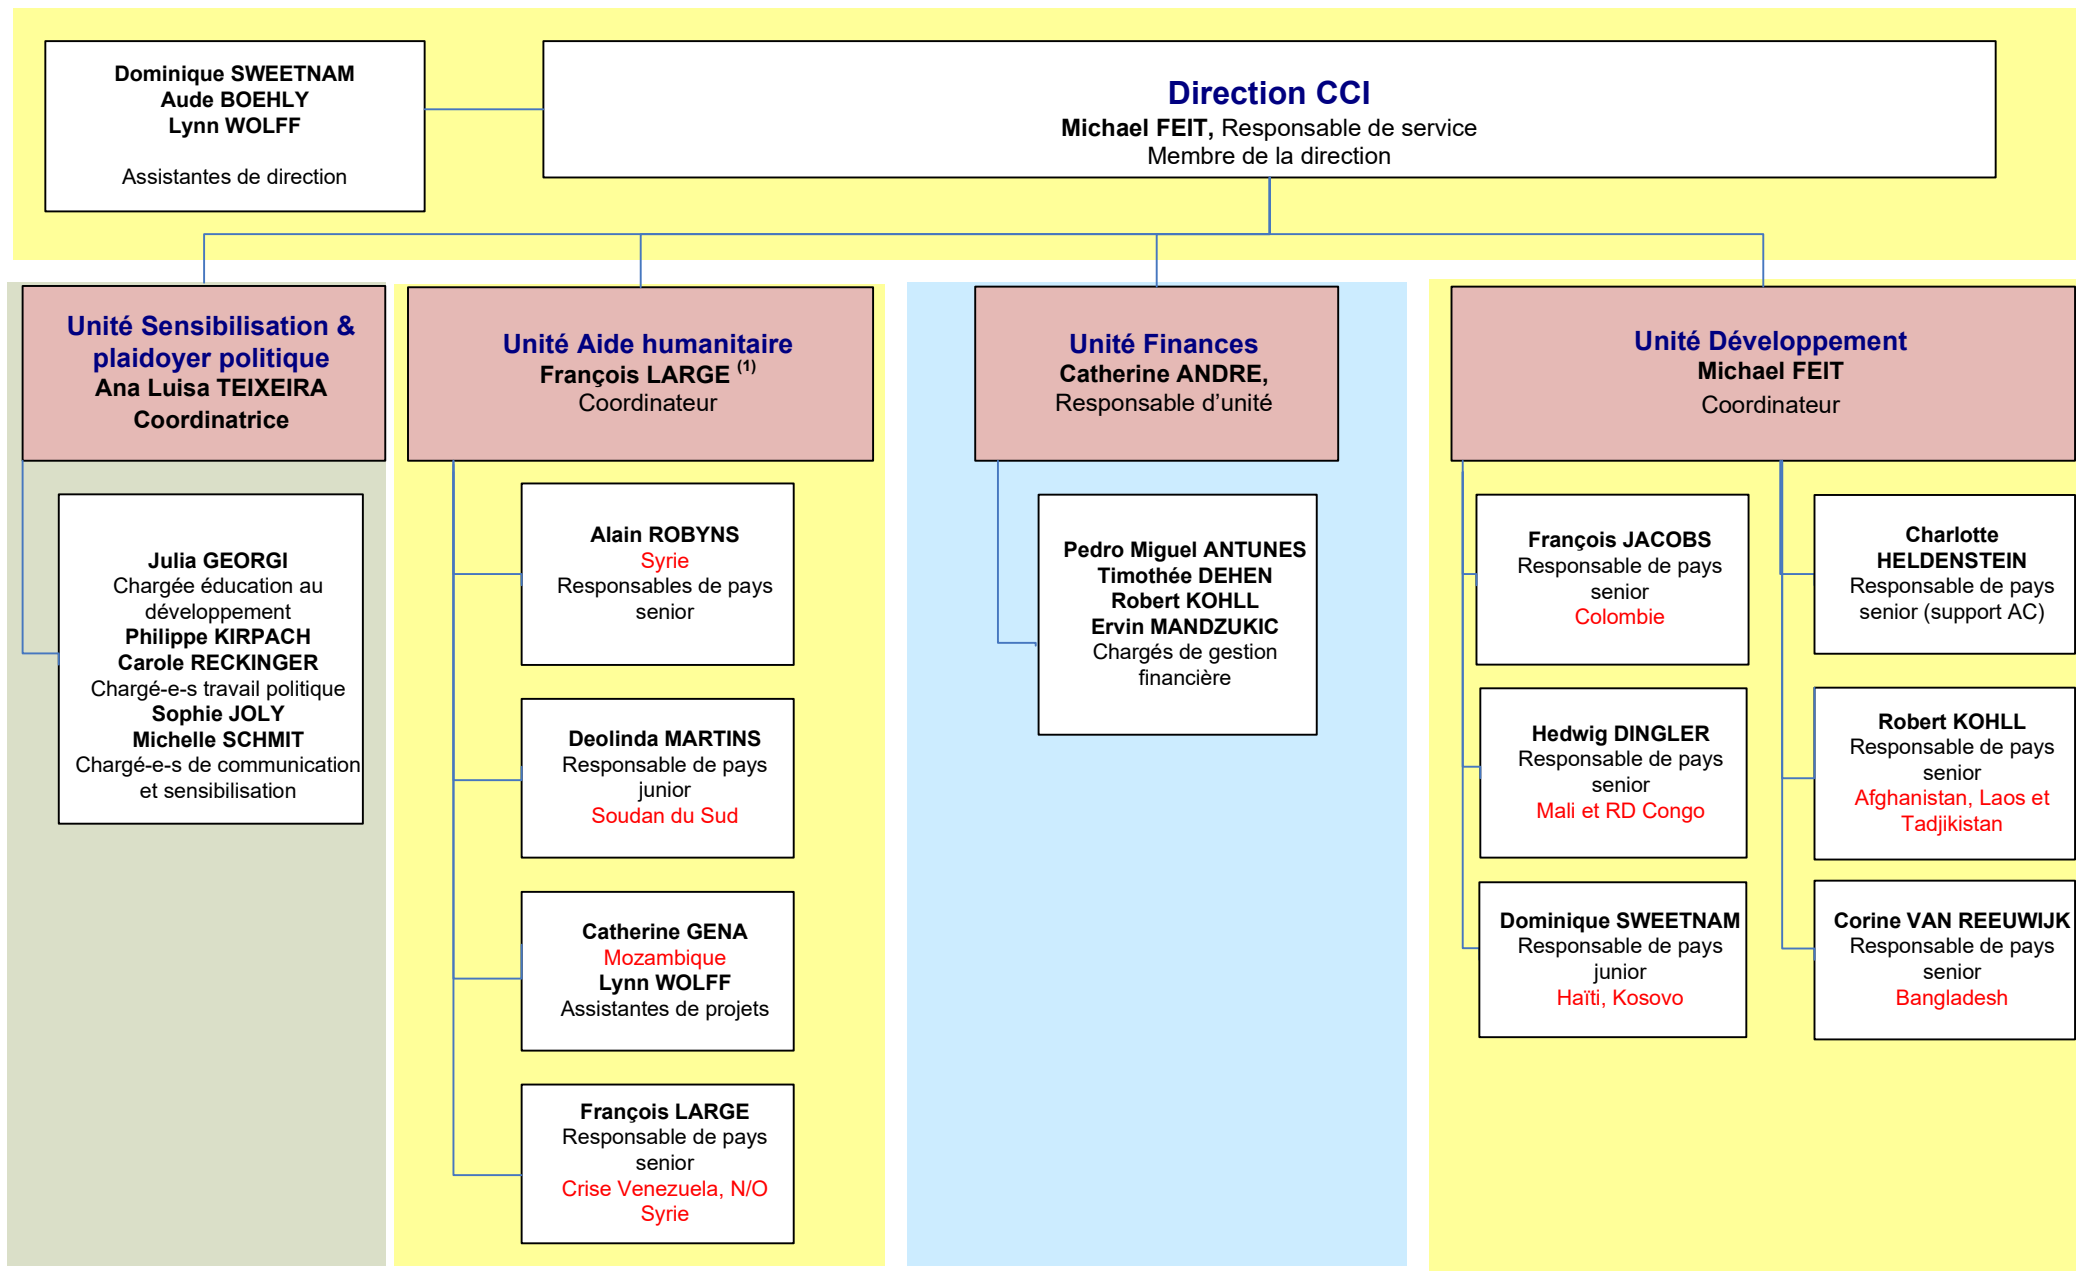 Dominique SWEETNAM
Aude BOEHLY
Lynn WOLFF
Assistantes de direction
Direction CCI
Michael FEIT, Responsable de service
Membre de la direction
Unité Sensibilisation &
plaidoyer politique
Ana Luisa TEIXEIRA
Coordinatrice
Julia GEORGI
Chargée éducation au
développement
Philippe KIRPACH
Carole RECKINGER
Chargé-e-s travail politique
Sophie JOLY
Michelle SCHMIT
Chargé-e-s de communication
et sensibilisation
Unité Aide humanitaire
François LARGE (1)
Coordinateur
Alain ROBYNS
Syrie
Responsables de pays
senior
Deolinda MARTINS
Responsable de pays
junior
Soudan du Sud
Catherine GENA
Mozambique
Lynn WOLFF
Assistantes de projets
François LARGE
Responsable de pays
senior
Crise Venezuela, N/O
Syrie
Unité Finances
Catherine ANDRE,
Responsable d’unité
Pedro Miguel ANTUNES
Timothée DEHEN
Robert KOHLL
Ervin MANDZUKIC
Chargés de gestion
financière
Unité Développement
Michael FEIT
Coordinateur
François JACOBS
Responsable de pays
senior
Colombie
Hedwig DINGLER
Responsable de pays
senior
Mali et RD Congo
Dominique SWEETNAM
Responsable de pays
junior
Haïti, Kosovo
Charlotte
HELDENSTEIN
Responsable de pays
senior (support AC)
Robert KOHLL
Responsable de pays
senior
Afghanistan, Laos et
Tadjikistan
Corine VAN REEUWIJK
Responsable de pays
senior
Bangladesh